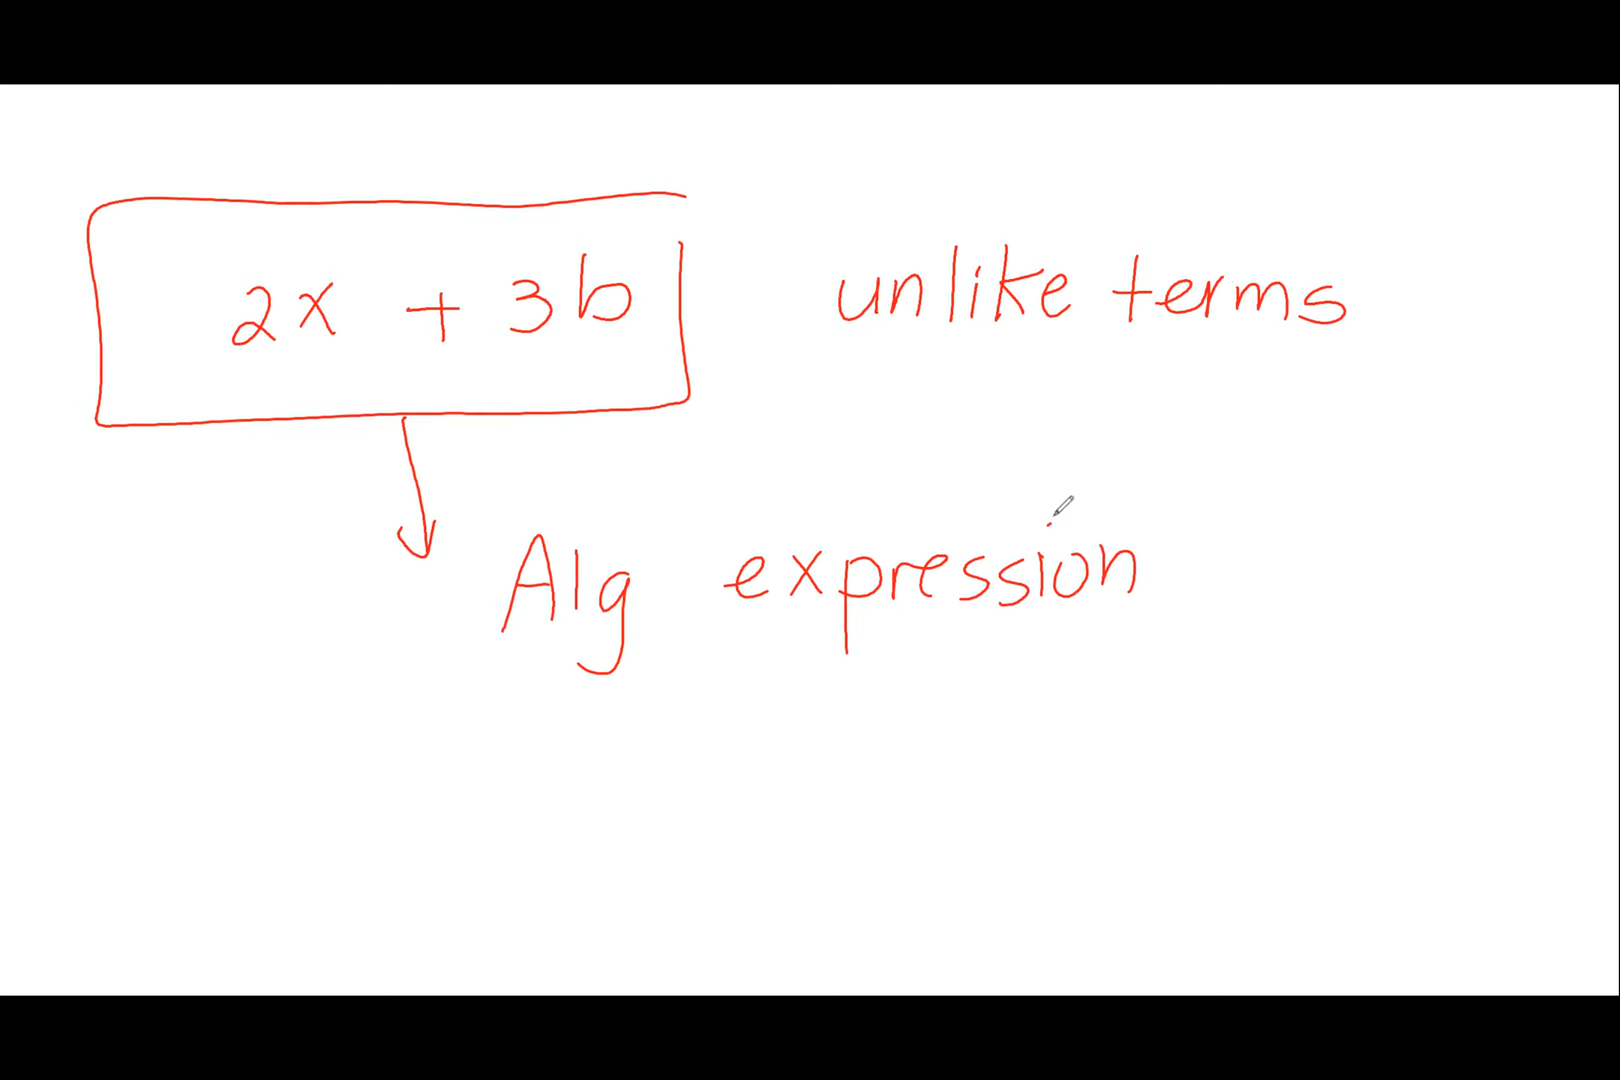 2x + 3b unlike terms
Alg expression